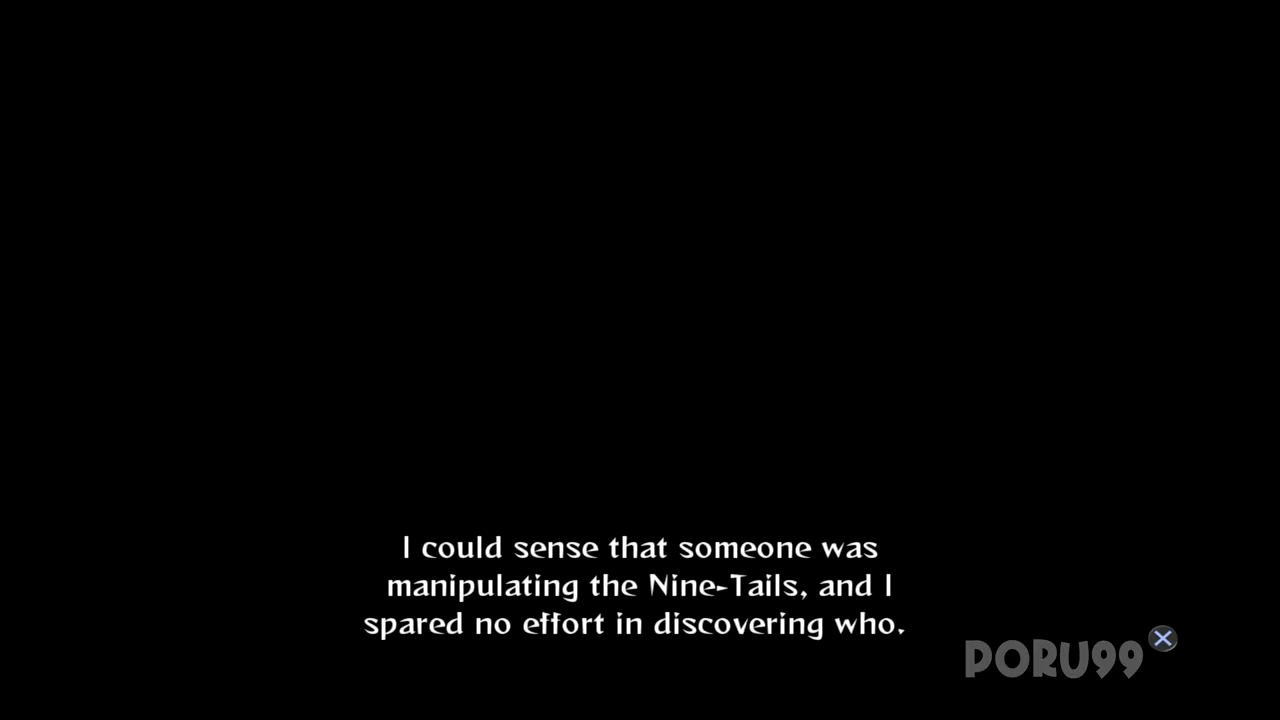 I could sense that someone was
manipulating the Nine-Tails, and I
spared no effort in discovering who.
PORU99